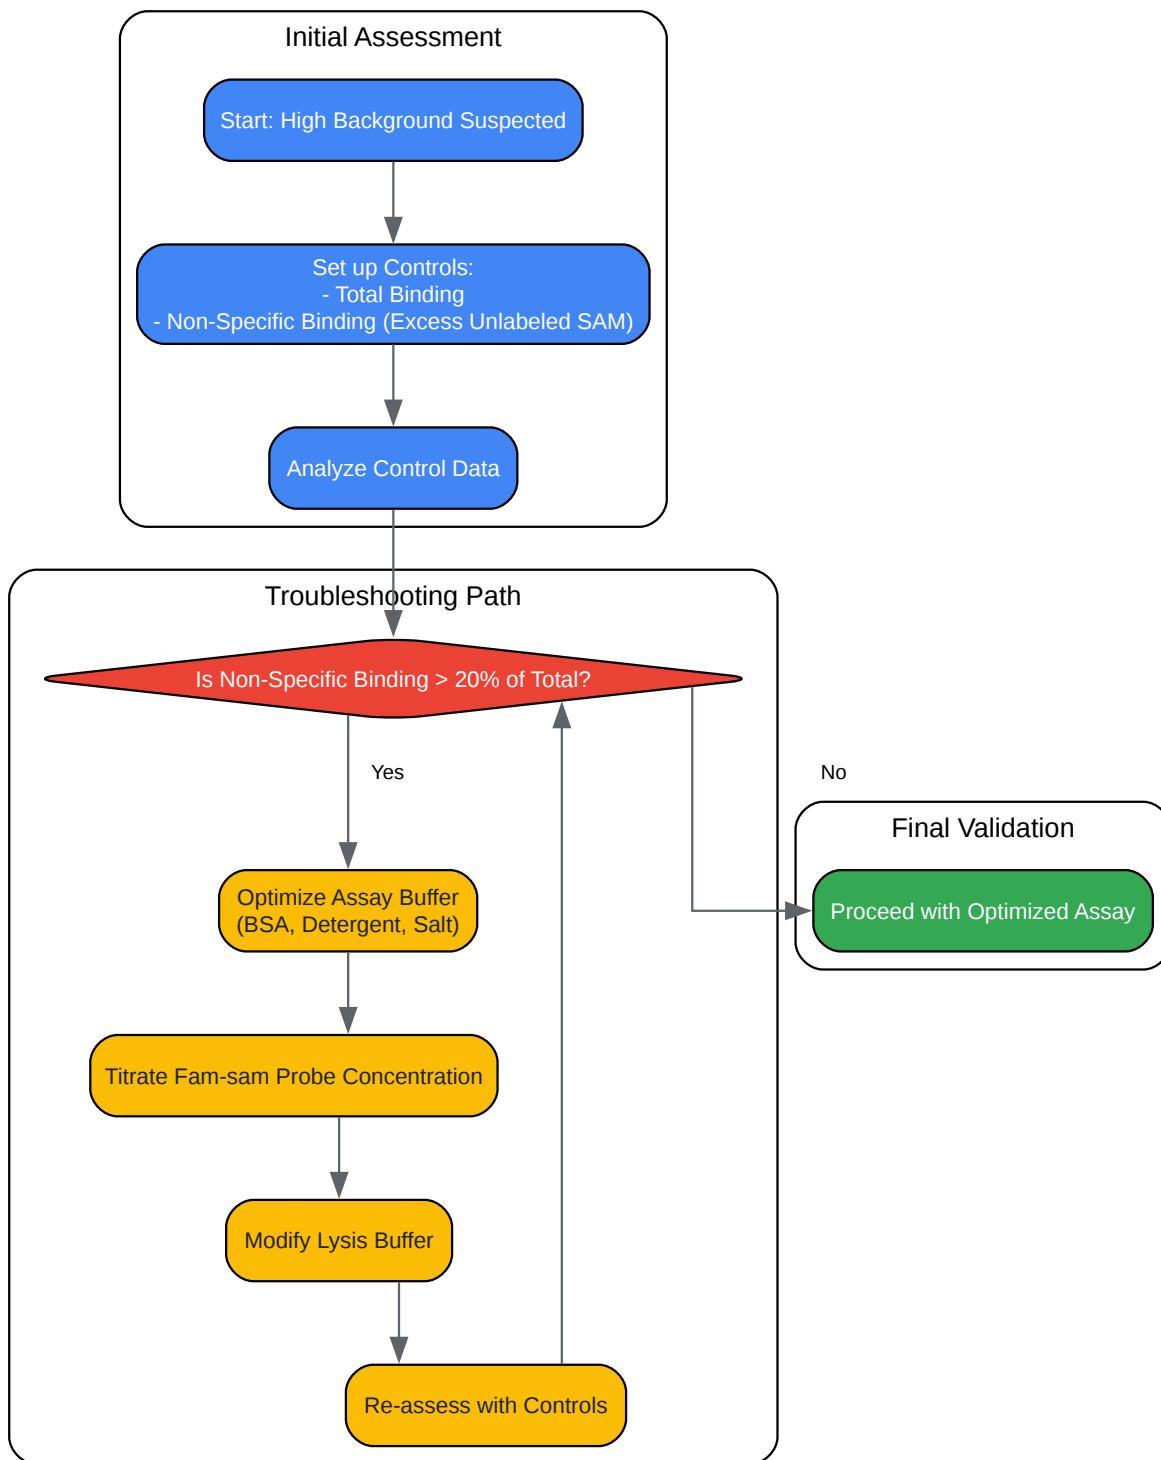 Initial Assessment
Start: High Background Suspected
Set up Controls:
- Total Binding
- Non-Specific Binding (Excess Unlabeled SAM)
Analyze Control Data
Troubleshooting Path
Is Non-Specific Binding > 20% of Total?
Yes
No
Final Validation
Optimize Assay Buffer
(BSA, Detergent, Salt)
Proceed with Optimized Assay
Titrate Fam-sam Probe Concentration
Modify Lysis Buffer
Re-assess with Controls